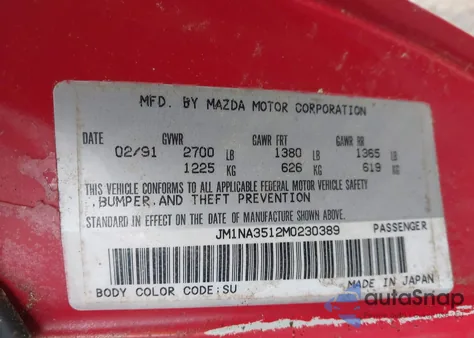 MFD. BY MAZDA MOTOR CORPORATION
DATE GVWR GAWR FRT GAWR RR
02/91 2700 LB 1380 LB 1365 LB
1225 KG 626 KG 619 KG
THIS VEHICLE CONFORMS TO ALL APPLICABLE FEDERAL MOTOR VEHICLE SAFETY
,BUMPER,AND THEFT PREVENTION
STANDARD IN EFFECT ON THE DATE OF MANUFACTURE SHOWN ABOVE.
JM1NA3512M0230389 PASSENGER
BODY COLOR CODE:SU MADE IN JAPAN
autoSnap